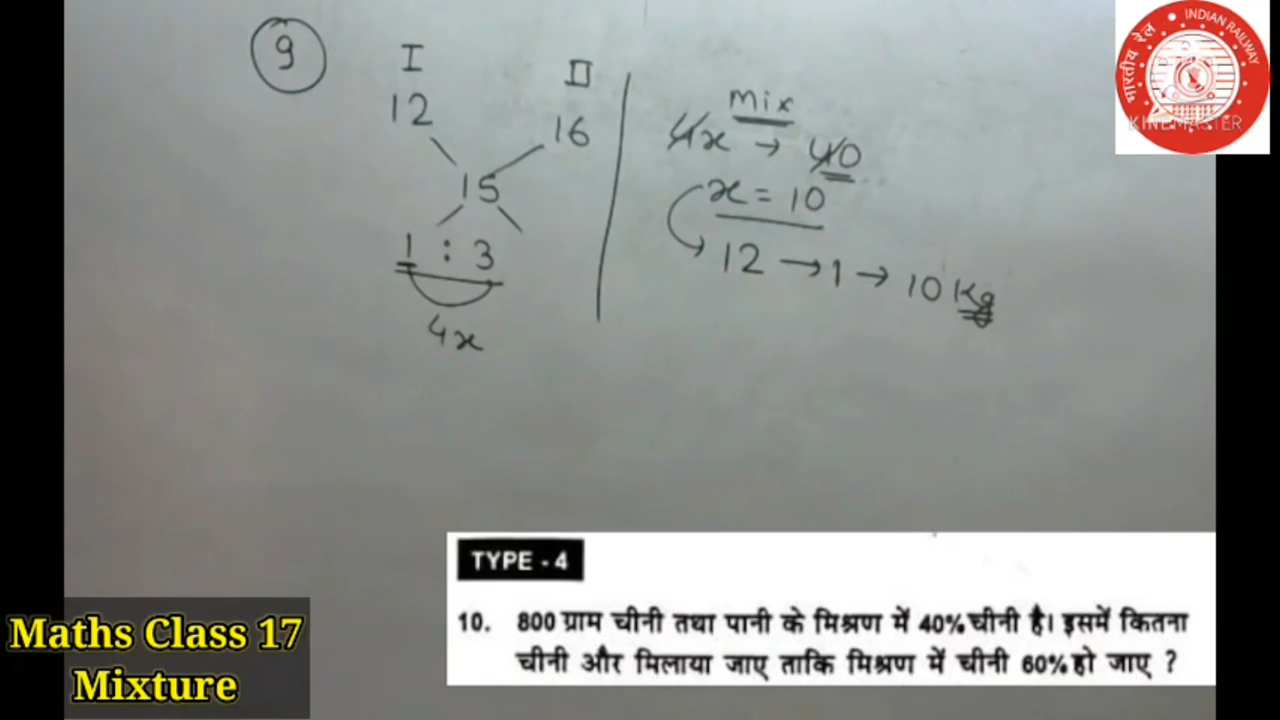 9
I
II
12
16
15
1 : 3
4x
mix
4x → 40
x = 10
12 → 1 → 10 Kg
भारतीय रेल
INDIAN RAILWAY
KINEMASTER
TYPE - 4
10. 800 ग्राम चीनी तथा पानी के मिश्रण में 40% चीनी है। इसमें कितना
चीनी और मिलाया जाए ताकि मिश्रण में चीनी 60% हो जाए ?
Maths Class 17
Mixture